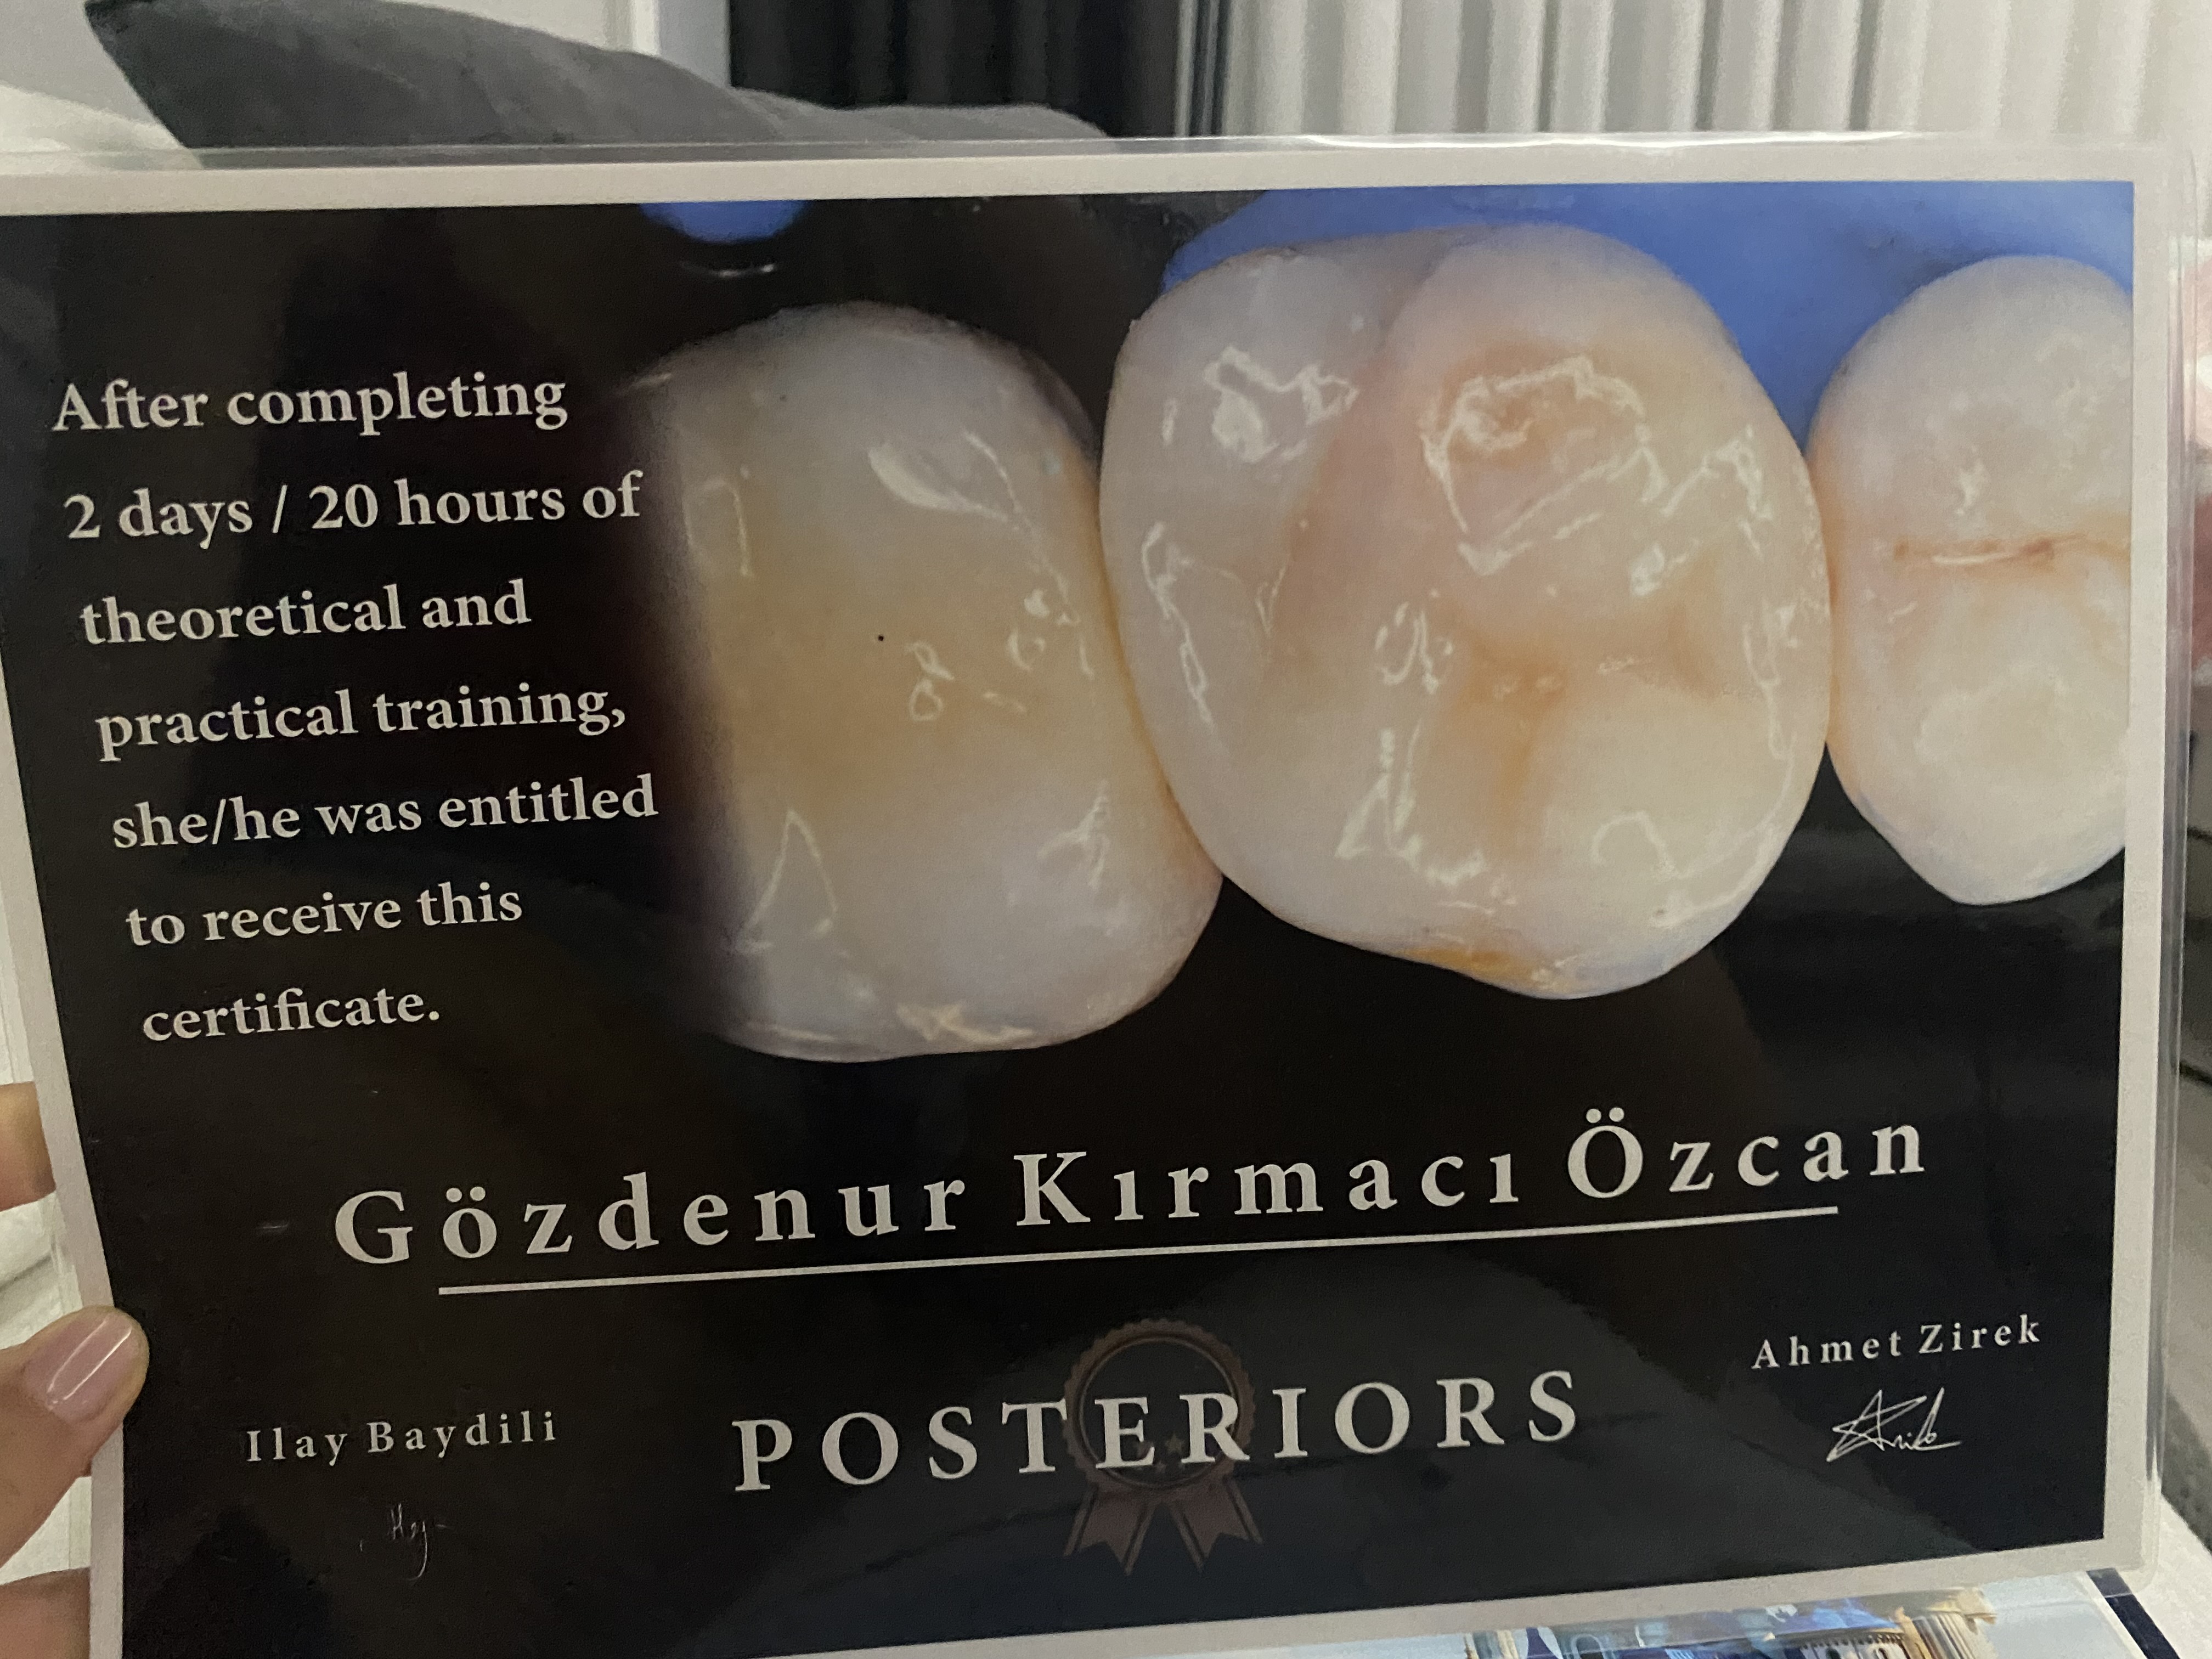 After completing
2 days / 20 hours of
theoretical and
practical training,
she/he was entitled
to receive this
certificate.
Gözdenur Kırmacı Özcan
Ahmet Zirek
Ilay Baydili
POSTERIORS